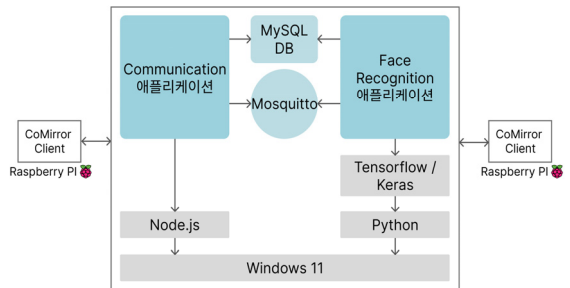 MySQL
DB
Communication
애플리케이션
Face
Recognition
애플리케이션
Mosquitto
CoMirror
Client
Raspberry PI
CoMirror
Client
Raspberry PI
Tensorflow /
Keras
Node.js
Python
Windows 11